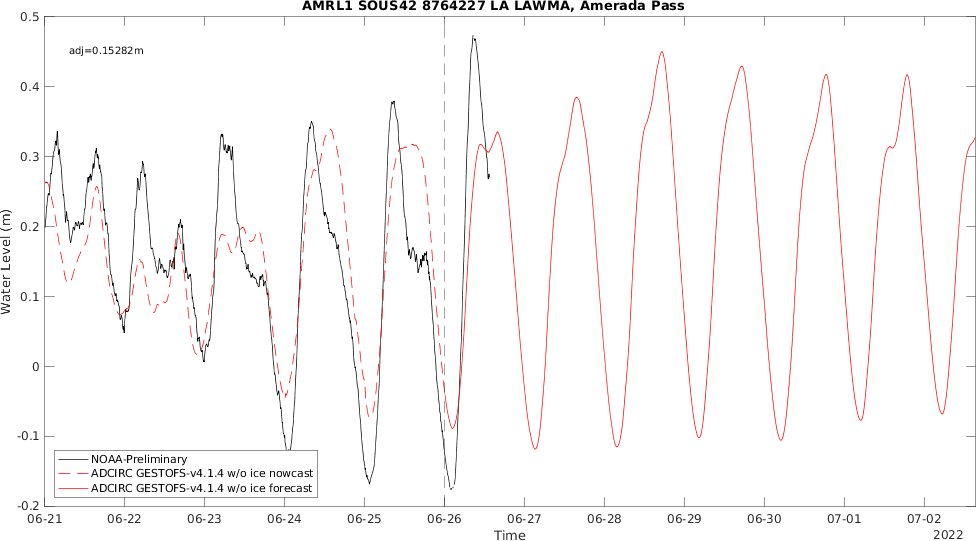 AMRL1 SOUS42 8764227 LA LAWMA, Amerada Pass
adj=0.15282m
0.5
0.4
0.3
0.2
0.1
0
-0.1
-0.2
Water Level (m)
NOAA-Preliminary
ADCIRC GESTOFS-v4.1.4 w/o ice nowcast
ADCIRC GESTOFS-v4.1.4 w/o ice forecast
06-21 06-22 06-23 06-24 06-25 06-26 06-27 06-28 06-29 06-30 07-01 07-02
Time
2022